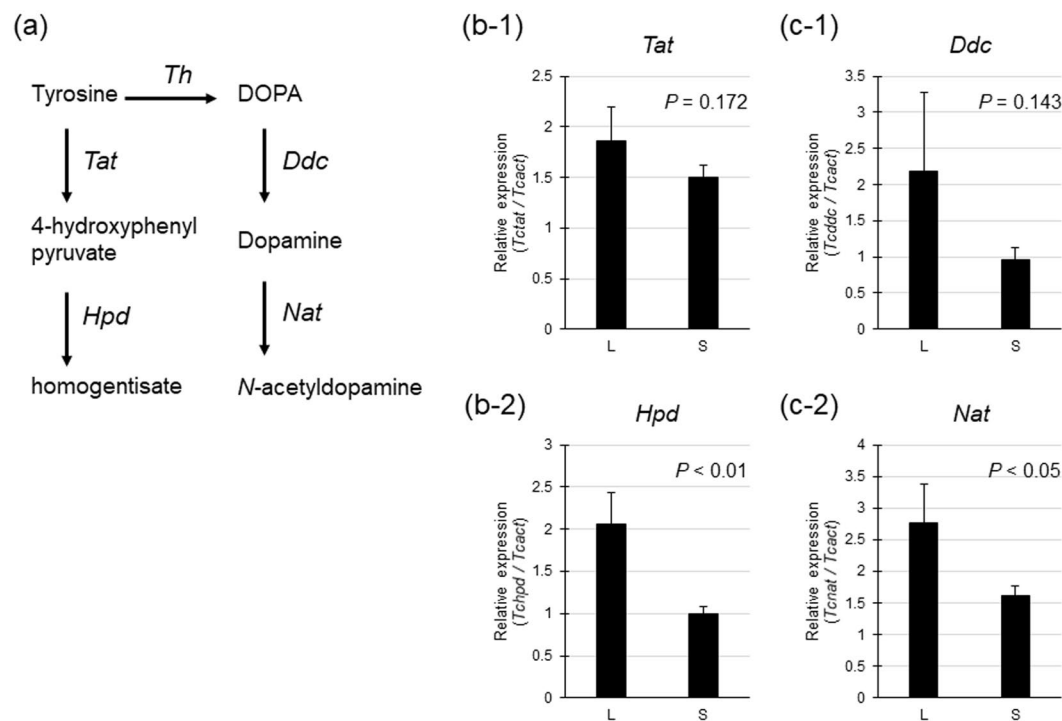 (a)
Th
Tyrosine
DOPA
Tat
Ddc
4-hydroxyphenyl
pyruvate
Dopamine
Hpd
Nat
homogentisate
N-acetyldopamine
(b-1)
Tat
P = 0.172
Relative expression
(Tctat / Tcact)
2.5
2
1.5
1
0.5
0
L
S
(c-1)
Ddc
P = 0.143
Relative expression
(Tcddc / Tcact)
3.5
3
2.5
2
1.5
1
0.5
0
L
S
(b-2)
Hpd
P < 0.01
Relative expression
(Tchpd / Tcact)
3
2.5
2
1.5
1
0.5
0
L
S
(c-2)
Nat
P < 0.05
Relative expression
(Tcnat / Tcact)
4
3.5
3
2.5
2
1.5
1
0.5
0
L
S